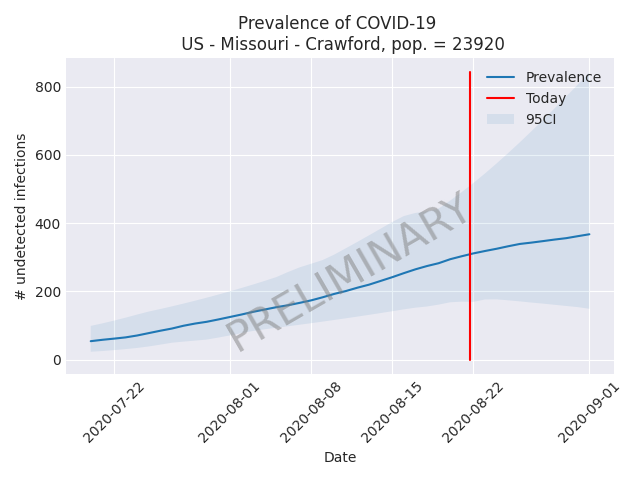 Prevalence of COVID-19
US - Missouri - Crawford, pop. = 23920
Prevalence
Today
95CI
# undetected infections
800
600
400
200
0
PRELIMINARY
2020-07-22
2020-08-01
2020-08-08
2020-08-15
2020-08-22
2020-09-01
Date